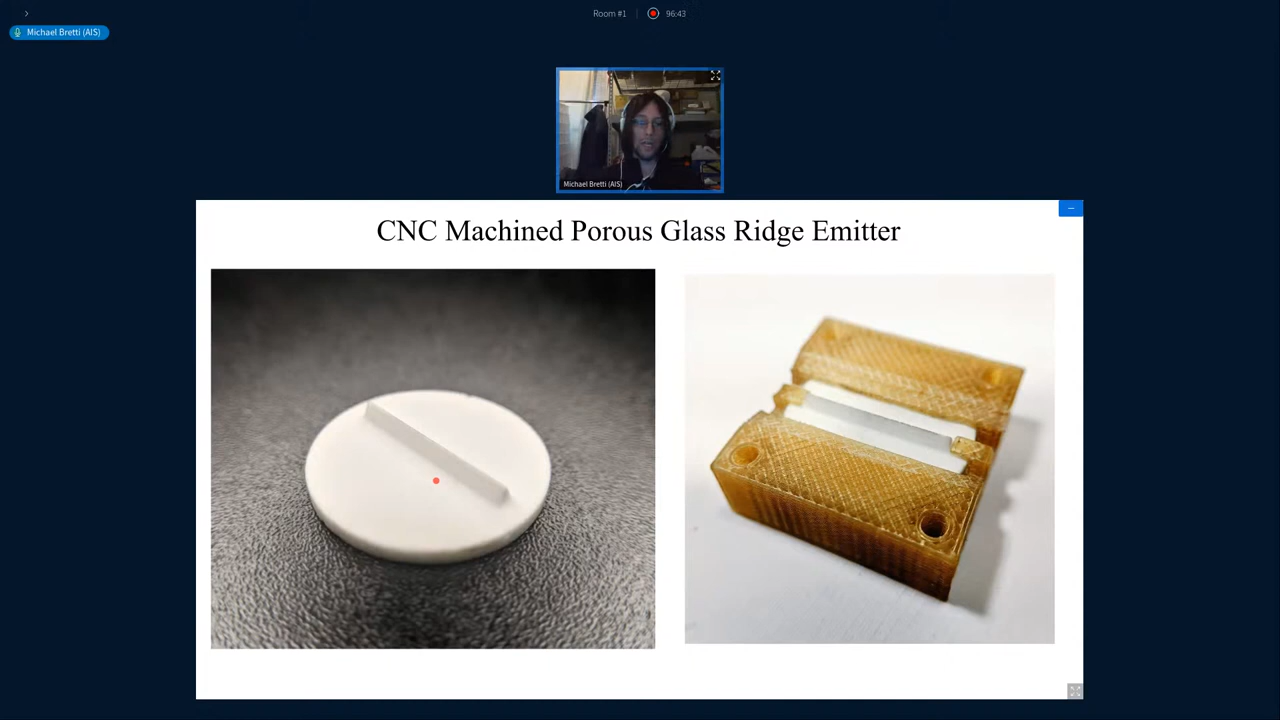 Room #1
96:43
Michael Bretti (AIS)
Michael Bretti (AIS)
CNC Machined Porous Glass Ridge Emitter